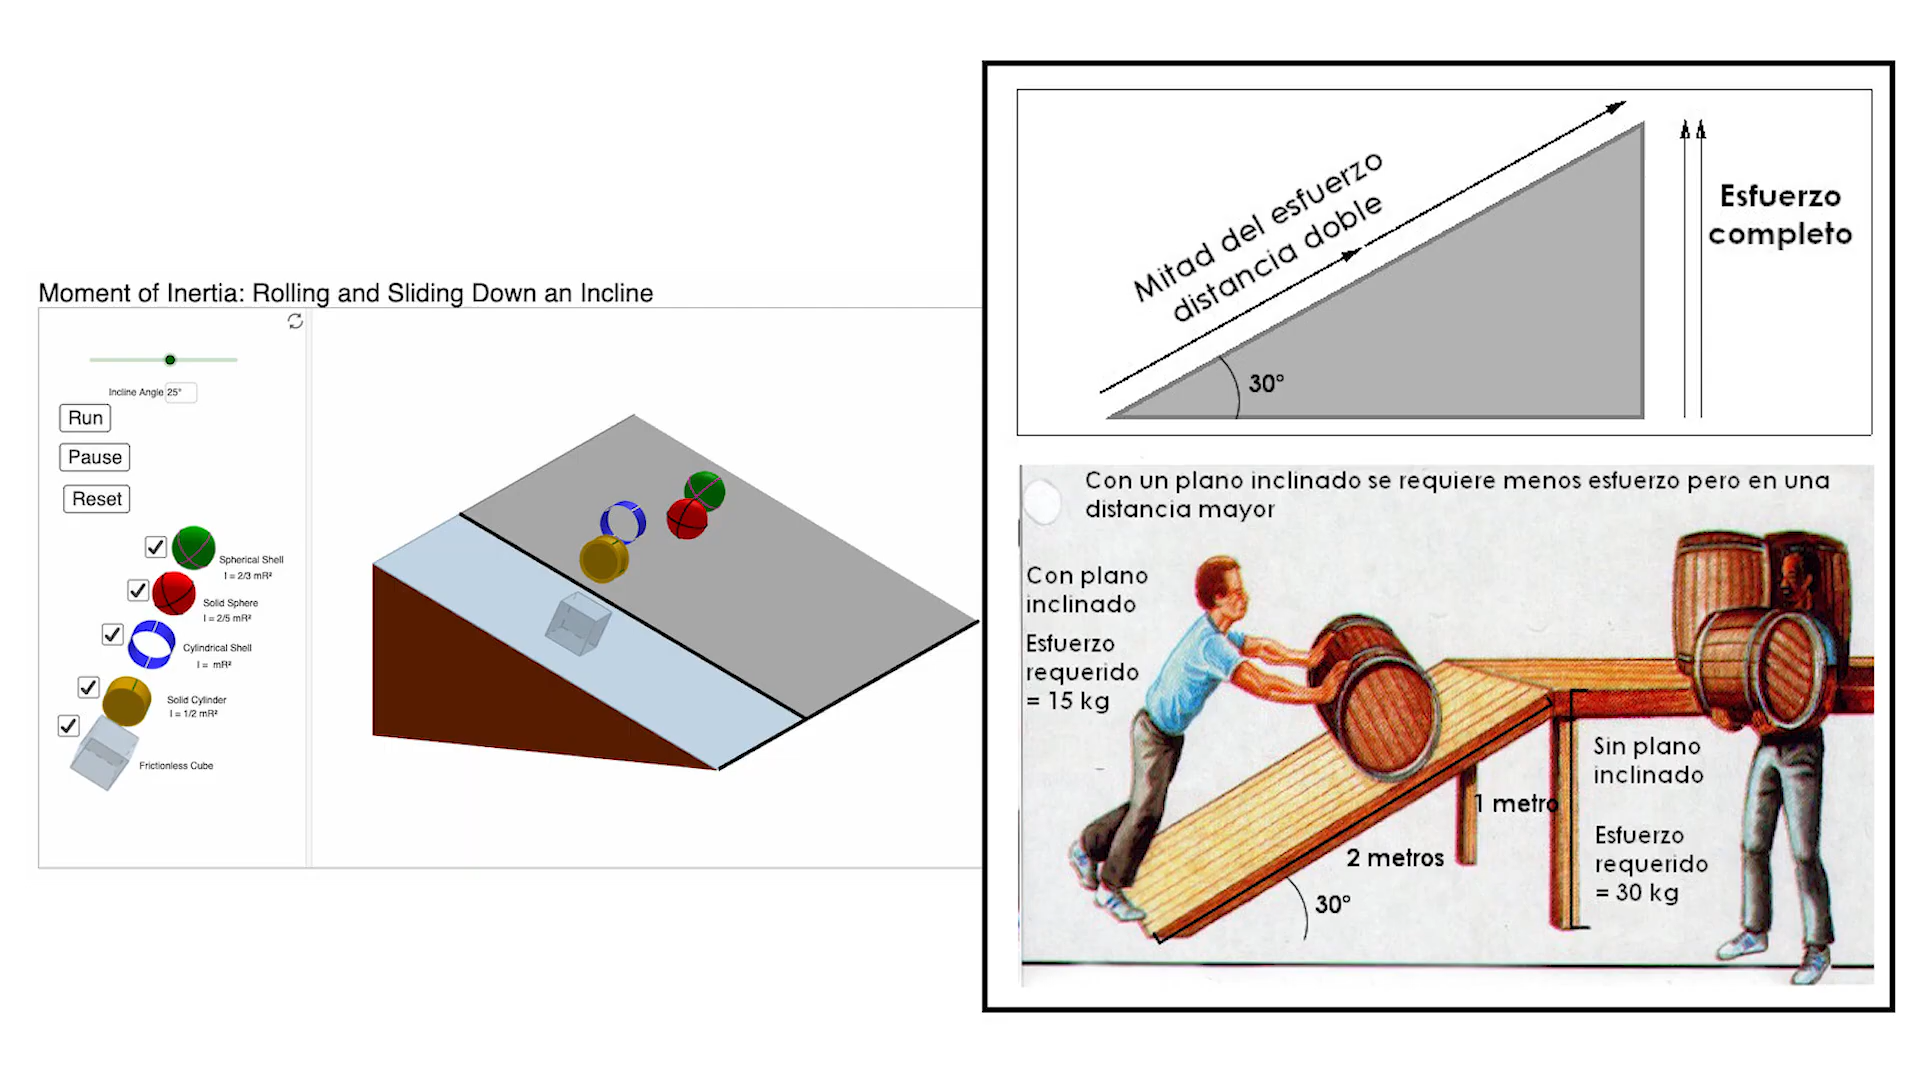 Moment of Inertia: Rolling and Sliding Down an Incline
Incline Angle 25°
Run
Pause
Reset
Spherical Shell
I = 2/3 mR²
Solid Sphere
I = 2/5 mR²
Cylindrical Shell
I = mR²
Solid Cylinder
I = 1/2 mR²
Frictionless Cube
Mitad del esfuerzo
distancia doble
30°
Esfuerzo
completo
Con un plano inclinado se requiere menos esfuerzo pero en una
distancia mayor
Con plano
inclinado
Esfuerzo
requerido
= 15 kg
1 metro
2 metros
30°
Sin plano
inclinado
Esfuerzo
requerido
= 30 kg